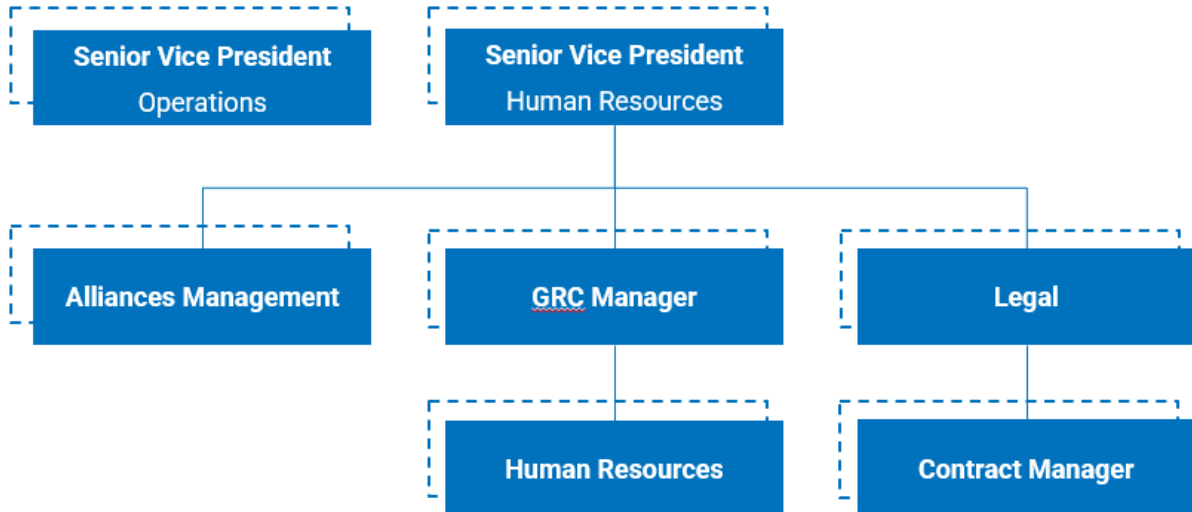 Senior Vice President
Operations
Senior Vice President
Human Resources
Alliances Management
GRC Manager
Legal
Human Resources
Contract Manager